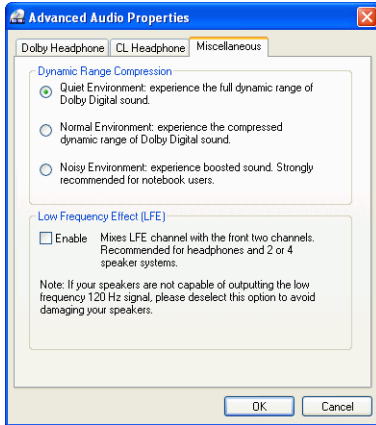 Advanced Audio Properties
Dolby Headphone CL Headphone Miscellaneous
Dynamic Range Compression
Quiet Environment: experience the full dynamic range of
Dolby Digital sound.
Normal Environment: experience the compressed
dynamic range of Dolby Digital sound.
Noisy Environment: experience boosted sound. Strongly
recommended for notebook users.
Low Frequency Effect (LFE)
Enable Mixes LFE channel with the front two channels.
Recommended for headphones and 2 or 4
speaker systems.
Note: If your speakers are not capable of outputting the low
frequency 120 Hz signal, please deselect this option to avoid
damaging your speakers.
OK Cancel